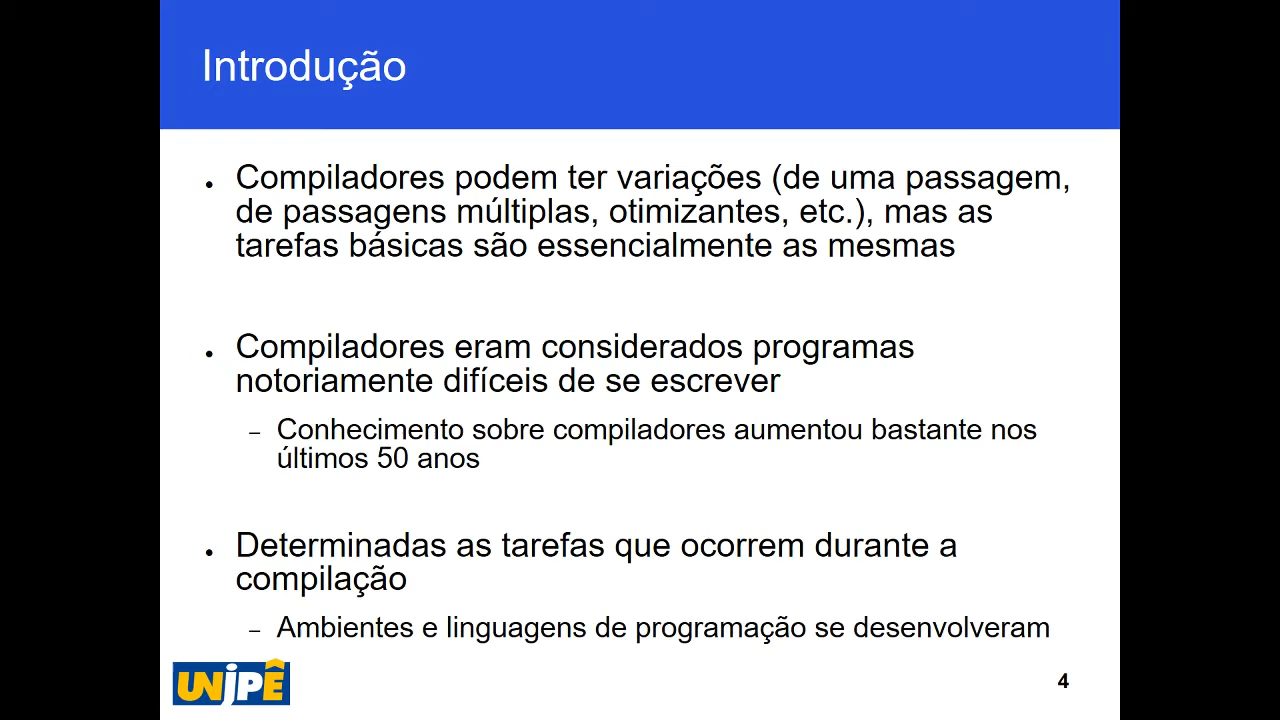 Introdução
• Compiladores podem ter variações (de uma passagem,
de passagens múltiplas, otimizantes, etc.), mas as
tarefas básicas são essencialmente as mesmas
• Compiladores eram considerados programas
notoriamente difíceis de se escrever
– Conhecimento sobre compiladores aumentou bastante nos
últimos 50 anos
• Determinadas as tarefas que ocorrem durante a
compilação
– Ambientes e linguagens de programação se desenvolveram
UNIPÊ
4